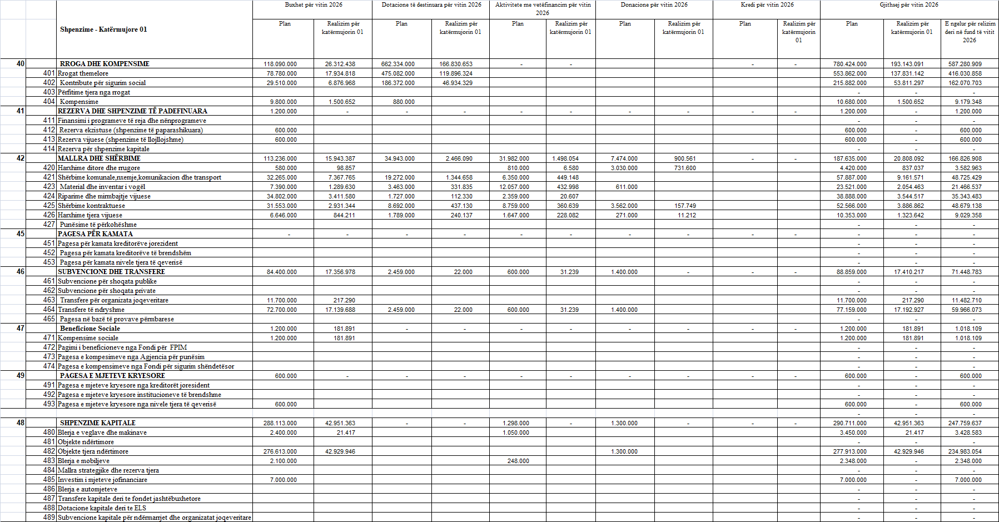 Buxhet për vitin 2026 Dotacione të destinuara për vitin 2026 Aktivitete me vetëfinancim për vitin 2026 Donacione për vitin 2026 Kredi për vitin 2026 Gjithsej për vitin 2026
Shpenzime - Katërmujore 01 Plan Realizim për katërmujorin 01 Plan Realizim për katërmujorin 01 Plan Realizim për katërmujorin 01 Plan Realizim për katërmujorin 01 Plan Realizim për katërmujorin 01 Plan Realizim për katërmujorin 01 E ngelur për relizim deri në fund të vitit 2026
40 RROGA DHE KOMPENSIME 118.090.000 26.312.438 662.334.000 166.830.653 - - - - 780.424.000 193.143.091 587.280.909
401 Rrogat themelore 78.780.000 17.934.818 475.082.000 119.896.324 553.862.000 137.831.142 416.030.858
402 Kontribute për sigurim social 29.510.000 6.876.968 186.372.000 46.934.329 215.882.000 53.811.297 162.070.703
403 Përfitime tjera nga rrogat - - -
404 Kompensime 9.800.000 1.500.652 880.000 10.680.000 1.500.652 9.179.348
41 REZERVA DHE SHPENZIME TË PADEFINUARA 1.200.000 - - - - - - - - - 1.200.000 - 1.200.000
411 Finansimi i programeve të reja dhe nënprogrameve - - -
412 Rezerva ekzistuse (shpenzime të paparashikuara) 600.000 600.000 - 600.000
413 Rezerva vijuese (shpenzime të llojllojshme) 600.000 600.000 - 600.000
414 Rezerva për shpenzime kapitale - - -
42 MALLRA DHE SHËRBIME 113.236.000 15.943.387 34.943.000 2.466.090 31.982.000 1.498.054 7.474.000 900.561 - - 187.635.000 20.808.092 166.826.908
420 Harxhime ditore dhe rrugore 580.000 98.857 810.000 6.580 3.030.000 731.600 4.420.000 837.037 3.582.963
421 Shërbime komunale,nxemje,komunikacion dhe transport 32.265.000 7.367.765 19.272.000 1.344.658 6.350.000 449.148 57.887.000 9.161.571 48.725.429
423 Material dhe inventar i vogël 7.390.000 1.289.630 3.463.000 331.835 12.057.000 432.998 611.000 23.521.000 2.054.463 21.466.537
424 Riparime dhe mirmbajtje vijuese 34.802.000 3.411.580 1.727.000 112.330 2.359.000 20.607 38.888.000 3.544.517 35.343.483
425 Shërbime kontraktuese 31.553.000 2.931.344 8.692.000 437.130 8.759.000 360.639 3.562.000 157.749 52.566.000 3.886.862 48.679.138
426 Harxhime tjera vijuese 6.646.000 844.211 1.789.000 240.137 1.647.000 228.082 271.000 11.212 10.353.000 1.323.642 9.029.358
427 Punësime të përkohëshme - - -
45 PAGESA PËR KAMATA - - - - - - - - - - - - -
451 Pagesa për kamata kreditorëve jorezident - - -
452 Pagesa për kamata kreditorëve të brendshëm - - -
453 Pagesa për kamata nivele tjera të qeverisë - - -
46 SUBVENCIONE DHE TRANSFERE 84.400.000 17.356.978 2.459.000 22.000 600.000 31.239 1.400.000 - - - 88.859.000 17.410.217 71.448.783
461 Subvencione për shoqata publike - - -
462 Subvencione për shoqata private - - -
463 Transfere për organizata joqeveritare 11.700.000 217.290 11.700.000 217.290 11.482.710
464 Transfere të ndryshme 72.700.000 17.139.688 2.459.000 22.000 600.000 31.239 1.400.000 77.159.000 17.192.927 59.966.073
465 Pagesa në bazë të provave përmbarese - - -
47 Beneficione Sociale 1.200.000 181.891 - - - - - - - - 1.200.000 181.891 1.018.109
471 Kompensime sociale 1.200.000 181.891 1.200.000 181.891 1.018.109
472 Pagimi i beneficioneve nga Fondi për FPIM - - -
473 Pagesa e kompesimeve nga Agjencia për punësim - - -
474 Pagesa e kompensimeve nga Fondi për sigurim shëndetësor - - -
49 PAGESA E MJETEVE KRYESORE 600.000 - - - - - - - - - 600.000 - 600.000
491 Pagesa e mjeteve kryesore nga kreditorët joresident - - -
492 Pagesa e mjeteve kryesore institucioneve të brendshme - - -
493 Pagesa e mjeteve kryesore nga nivele tjera të qeverisë 600.000 600.000 - 600.000
- - -
48 SHPENZIME KAPITALE 288.113.000 42.951.363 - - 1.298.000 - 1.300.000 - - - 290.711.000 42.951.363 247.759.637
480 Blerja e veglave dhe makinave 2.400.000 21.417 1.050.000 3.450.000 21.417 3.428.583
481 Objekte ndërtimore - - -
482 Objekte tjera ndërtimore 276.613.000 42.929.946 1.300.000 277.913.000 42.929.946 234.983.054
483 Blerja e mobiljeve 2.100.000 248.000 2.348.000 - 2.348.000
484 Mallra strategjike dhe rezerva tjera - - -
485 Investim i mjeteve jofinanciare 7.000.000 7.000.000 - 7.000.000
486 Blerja e automjeteve - - -
487 Transfere kapitale deri te fondet jashtëbuxhetore - - -
488 Dotacione kapitale deri te ELS - - -
489 Subvencione kapitale për ndërmarrjet dhe organizatat joqeveritare - - -